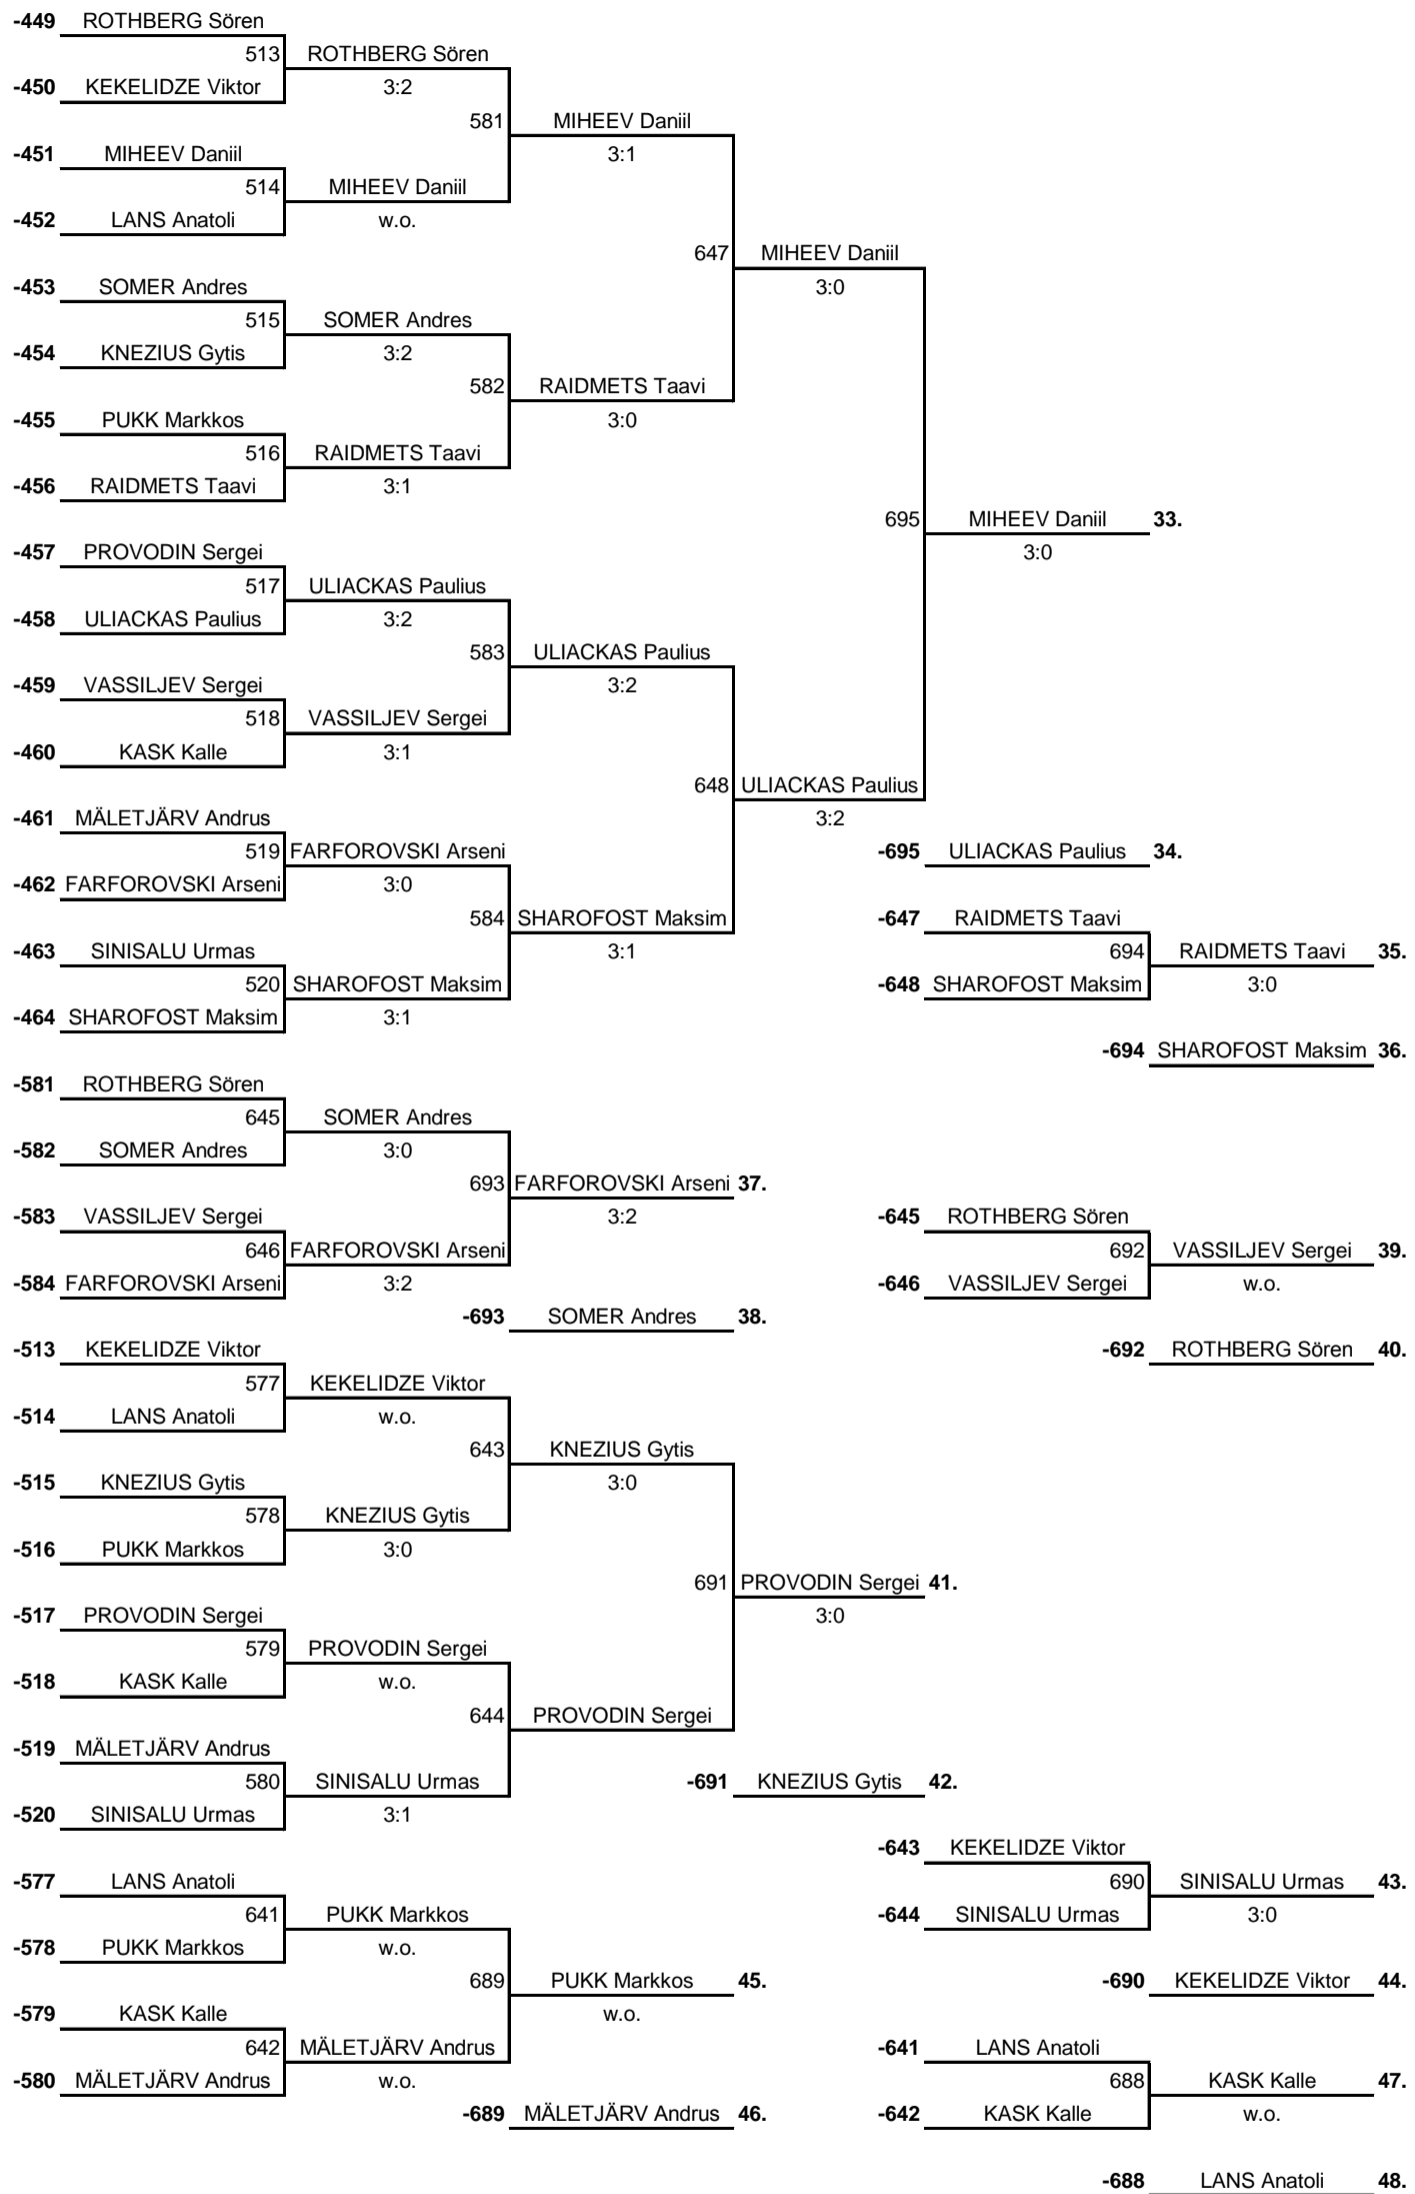 -449 ROTHBERG Sören
513 ROTHBERG Sören
-450 KEKELIDZE Viktor 3:2
581 MIHEEV Daniil
-451 MIHEEV Daniil 3:1
514 MIHEEV Daniil
-452 LANS Anatoli w.o.
647 MIHEEV Daniil
-453 SOMER Andres 3:0
515 SOMER Andres
-454 KNEZIUS Gytis 3:2
582 RAIDMETS Taavi
-455 PUKK Markkos 3:0
516 RAIDMETS Taavi
-456 RAIDMETS Taavi 3:1
695 MIHEEV Daniil 33.
-457 PROVODIN Sergei 3:0
517 ULIACKAS Paulius
-458 ULIACKAS Paulius 3:2
583 ULIACKAS Paulius
-459 VASSILJEV Sergei 3:2
518 VASSILJEV Sergei
-460 KASK Kalle 3:1
648 ULIACKAS Paulius
-461 MÄLETJÄRV Andrus 3:2
519 FARFOROVSKI Arseni -695 ULIACKAS Paulius 34.
-462 FARFOROVSKI Arseni 3:0
584 SHAROFOST Maksim -647 RAIDMETS Taavi
-463 SINISALU Urmas 3:1 694 RAIDMETS Taavi 35.
520 SHAROFOST Maksim -648 SHAROFOST Maksim 3:0
-464 SHAROFOST Maksim 3:1
-694 SHAROFOST Maksim 36.
-581 ROTHBERG Sören
645 SOMER Andres
-582 SOMER Andres 3:0
693 FARFOROVSKI Arseni 37.
-583 VASSILJEV Sergei 3:2 -645 ROTHBERG Sören
646 FARFOROVSKI Arseni 692 VASSILJEV Sergei 39.
-584 FARFOROVSKI Arseni 3:2 -646 VASSILJEV Sergei w.o.
-693 SOMER Andres 38.
-513 KEKELIDZE Viktor -692 ROTHBERG Sören 40.
577 KEKELIDZE Viktor
-514 LANS Anatoli w.o.
643 KNEZIUS Gytis
-515 KNEZIUS Gytis 3:0
578 KNEZIUS Gytis
-516 PUKK Markkos 3:0
691 PROVODIN Sergei 41.
-517 PROVODIN Sergei 3:0
579 PROVODIN Sergei
-518 KASK Kalle w.o.
644 PROVODIN Sergei
-519 MÄLETJÄRV Andrus
580 SINISALU Urmas -691 KNEZIUS Gytis 42.
-520 SINISALU Urmas 3:1
-643 KEKELIDZE Viktor
-577 LANS Anatoli 690 SINISALU Urmas 43.
641 PUKK Markkos -644 SINISALU Urmas 3:0
-578 PUKK Markkos w.o.
689 PUKK Markkos 45. -690 KEKELIDZE Viktor 44.
-579 KASK Kalle w.o.
642 MÄLETJÄRV Andrus -641 LANS Anatoli
-580 MÄLETJÄRV Andrus w.o. 688 KASK Kalle 47.
-689 MÄLETJÄRV Andrus 46. -642 KASK Kalle w.o.
-688 LANS Anatoli 48.